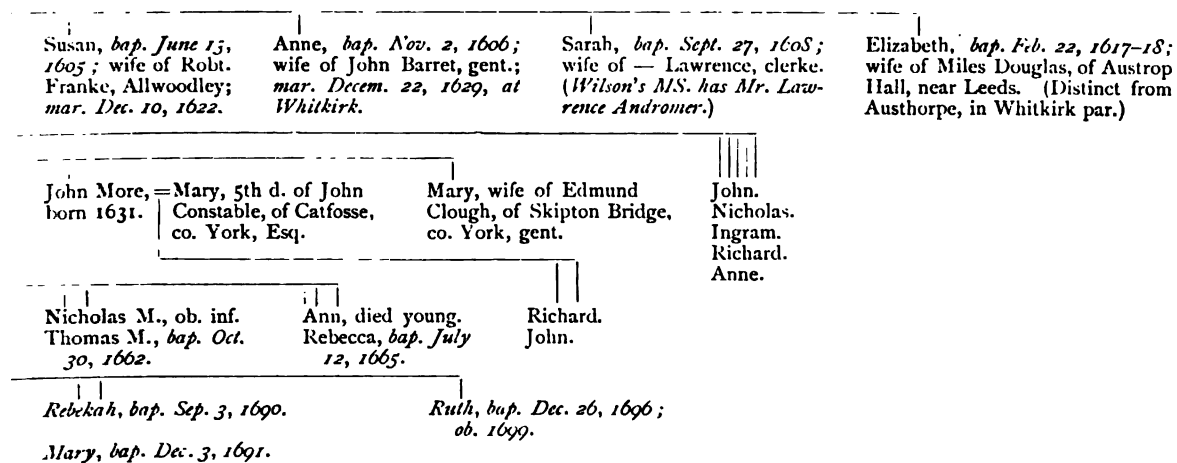 Susan, bap. June 15,
1605; wife of Robt.
Franke, Allwoodley;
mar. Dec. 10, 1622.
Anne, bap. Nov. 2, 1606;
wife of John Barret, gent.;
mar. Decem. 22, 1629, at
Whitkirk.
Sarah, bap. Sept. 27, 1608;
wife of — Lawrence, clerke.
(Wilson's MS. has Mr. Law-
rence Andromer.)
Elizabeth, bap. Feb. 22, 1617-18;
wife of Miles Douglas, of Austrop
Hall, near Leeds. (Distinct from
Austhorpe, in Whitkirk par.)
John More,
born 1631.
=Mary, 5th d. of John
Constable, of Catfosse,
co. York, Esq.
Mary, wife of Edmund
Clough, of Skipton Bridge,
co. York, gent.
John.
Nicholas.
Ingram.
Richard.
Anne.
Nicholas M., ob. inf.
Thomas M., bap. Oct.
30, 1662.
Ann, died young.
Rebecca, bap. July
12, 1665.
Richard.
John.
Rebekah, bap. Sep. 3, 1690.
Mary, bap. Dec. 3, 1691.
Ruth, bap. Dec. 26, 1696;
ob. 1699.